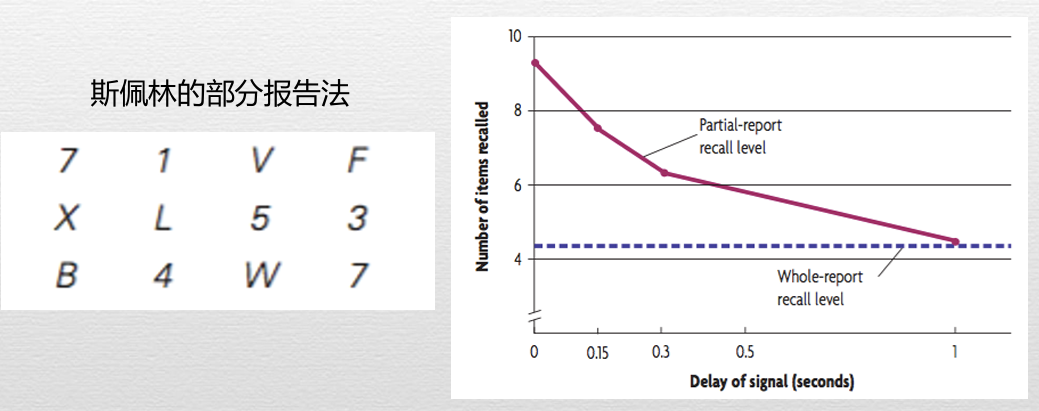 斯佩林的部分报告法
7 1 V F
X L 5 3
B 4 W 7
10
8
6
4
Number of items recalled
Partial-report
recall level
Whole-report
recall level
0 0.15 0.3 0.5 1
Delay of signal (seconds)